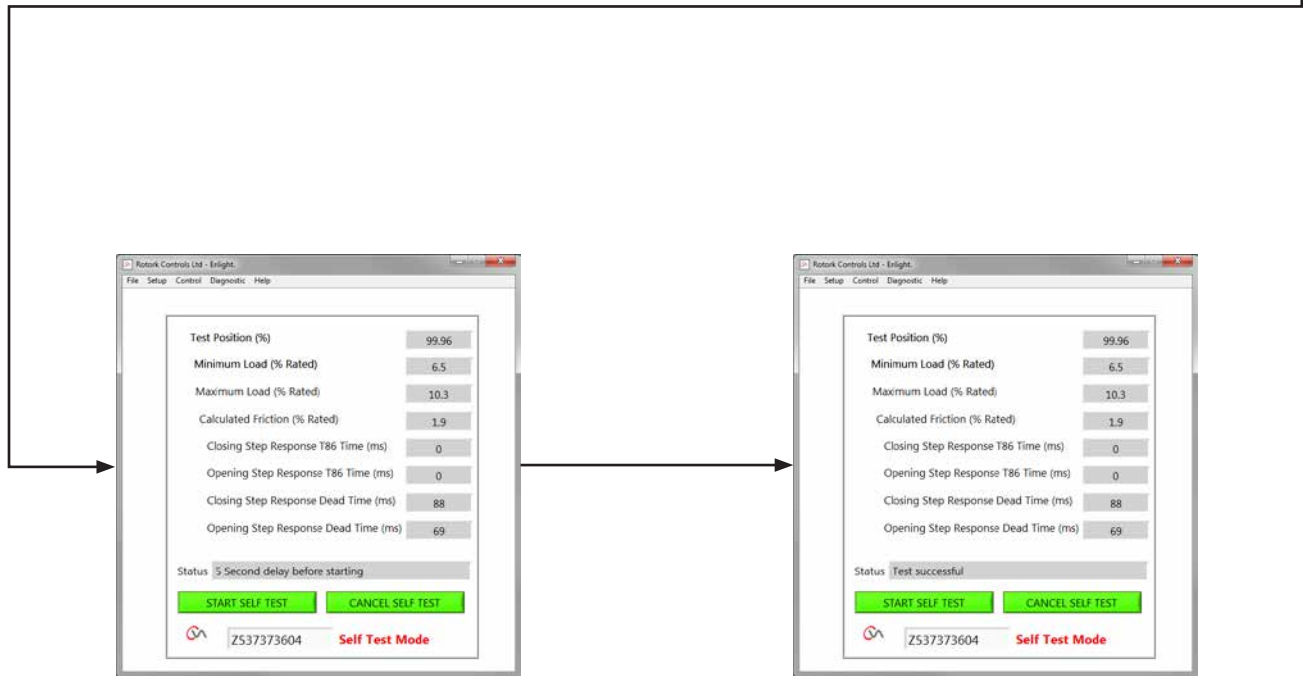 Rotork Controls Ltd - Enlight.
File Setup Control Diagnostic Help
Test Position (%) 99.96
Minimum Load (% Rated) 6.5
Maximum Load (% Rated) 10.3
Calculated Friction (% Rated) 1.9
Closing Step Response T86 Time (ms) 0
Opening Step Response T86 Time (ms) 0
Closing Step Response Dead Time (ms) 88
Opening Step Response Dead Time (ms) 69
Status 5 Second delay before starting
START SELF TEST CANCEL SELF TEST
Z537373604 Self Test Mode
Rotork Controls Ltd - Enlight.
File Setup Control Diagnostic Help
Test Position (%) 99.96
Minimum Load (% Rated) 6.5
Maximum Load (% Rated) 10.3
Calculated Friction (% Rated) 1.9
Closing Step Response T86 Time (ms) 0
Opening Step Response T86 Time (ms) 0
Closing Step Response Dead Time (ms) 88
Opening Step Response Dead Time (ms) 69
Status Test successful
START SELF TEST CANCEL SELF TEST
Z537373604 Self Test Mode